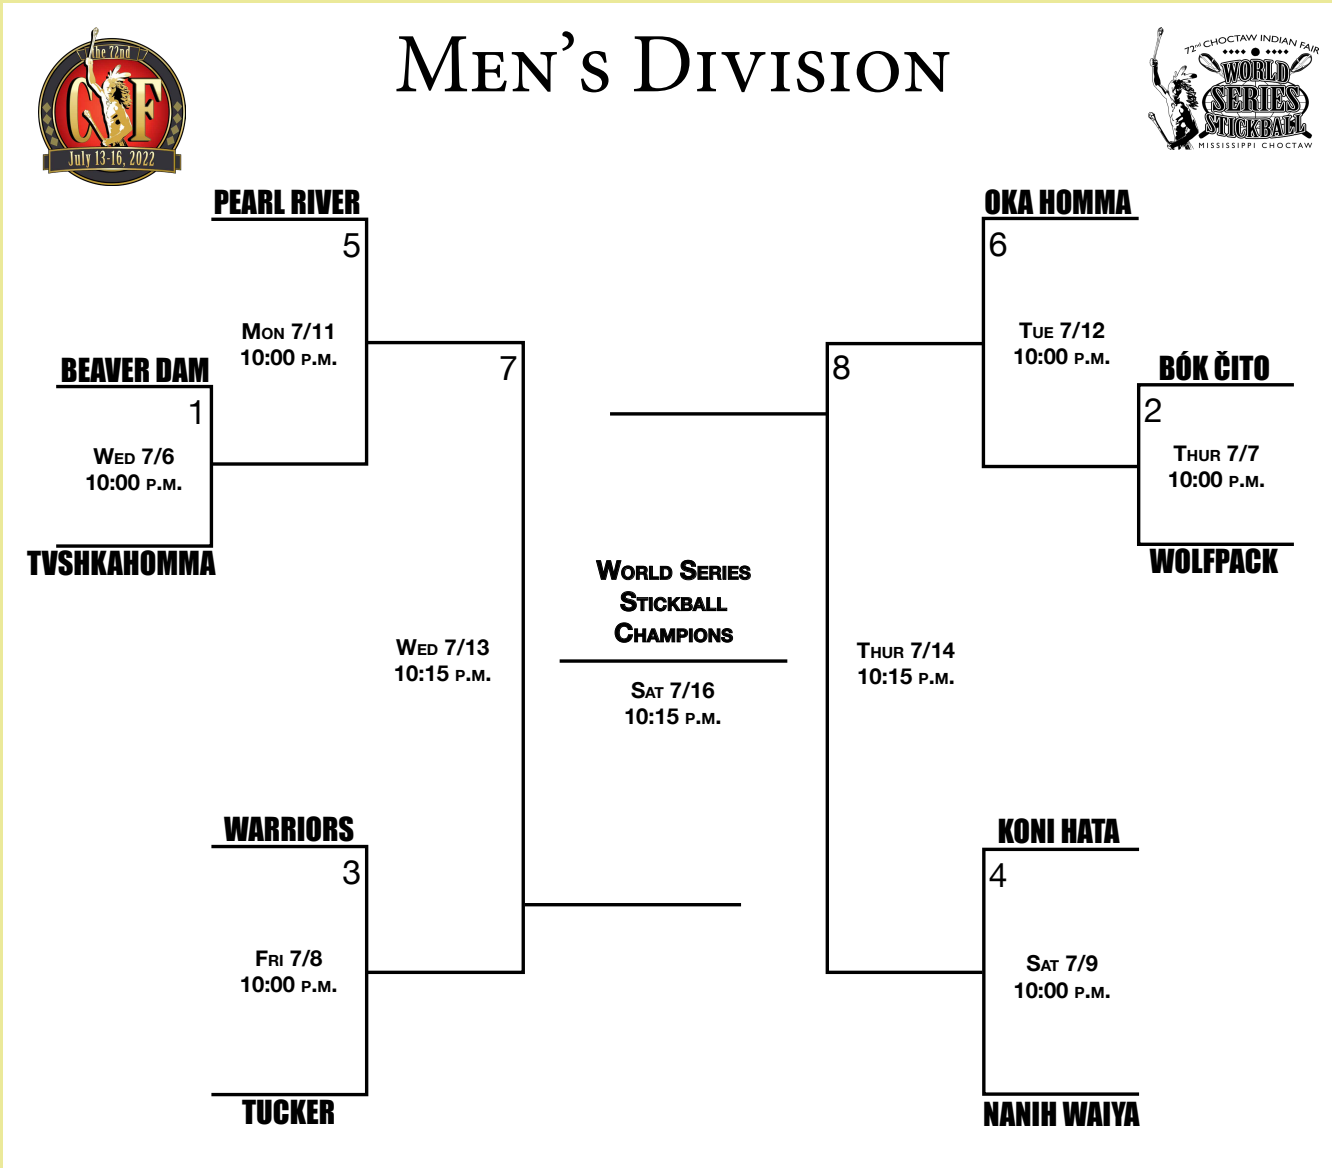 The 72nd
CIF
July 13-16, 2022
MEN'S DIVISION
72nd CHOCTAW INDIAN FAIR
WORLD
SERIES
STICKBALL
MISSISSIPPI CHOCTAW
PEARL RIVER
5
MON 7/11
10:00 P.M.
BEAVER DAM
1
WED 7/6
10:00 P.M.
TVSHKAHOMMA
7
WED 7/13
10:15 P.M.
WARRIORS
3
FRI 7/8
10:00 P.M.
TUCKER
WORLD SERIES
STICKBALL
CHAMPIONS
SAT 7/16
10:15 P.M.
OKA HOMMA
6
TUE 7/12
10:00 P.M.
BÓK ČITO
2
THUR 7/7
10:00 P.M.
WOLFPACK
8
THUR 7/14
10:15 P.M.
KONI HATA
4
SAT 7/9
10:00 P.M.
NANIH WAIYA